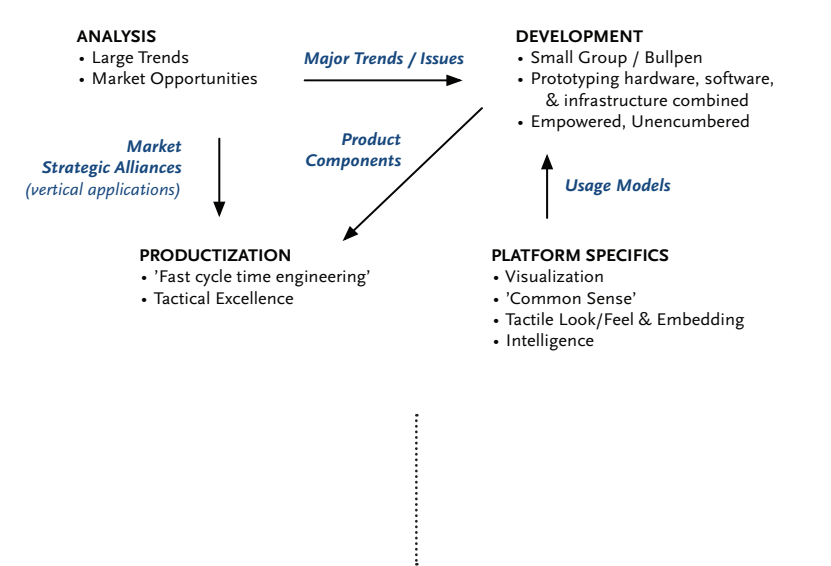 ANALYSIS
• Large Trends
• Market Opportunities
Major Trends / Issues
DEVELOPMENT
• Small Group / Bullpen
• Prototyping hardware, software,
& infrastructure combined
• Empowered, Unencumbered
Market
Strategic Alliances
(vertical applications)
Product
Components
Usage Models
PRODUCTIZATION
• ’Fast cycle time engineering’
• Tactical Excellence
PLATFORM SPECIFICS
• Visualization
• ’Common Sense’
• Tactile Look/Feel & Embedding
• Intelligence